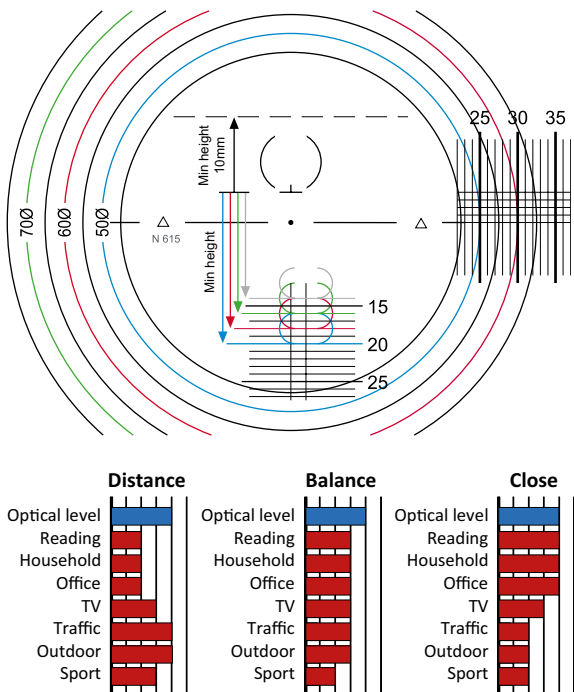 25 30 35
Min height
10mm
70Ø 60Ø 50Ø
N 615
Min height
15
20
25
Distance
Optical level
Reading
Household
Office
TV
Traffic
Outdoor
Sport
Balance
Optical level
Reading
Household
Office
TV
Traffic
Outdoor
Sport
Close
Optical level
Reading
Household
Office
TV
Traffic
Outdoor
Sport